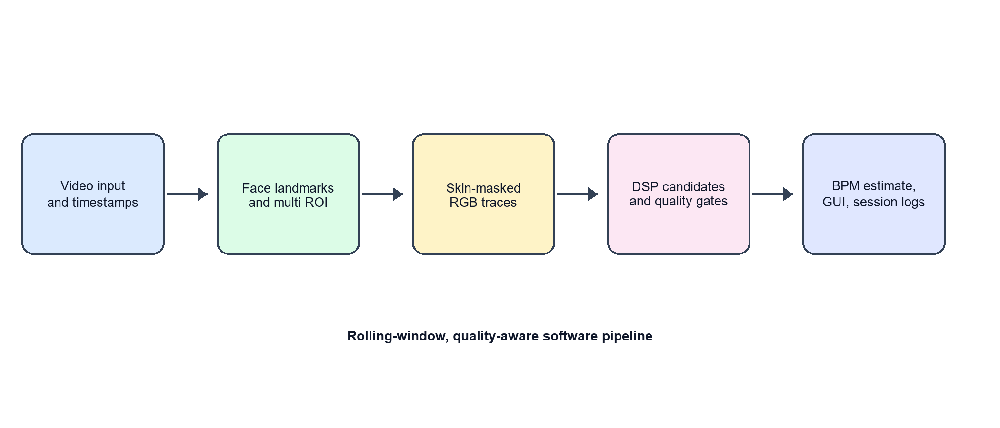 Video input
and timestamps
Face landmarks
and multi ROI
Skin-masked
RGB traces
DSP candidates
and quality gates
BPM estimate,
GUI, session logs
Rolling-window, quality-aware software pipeline